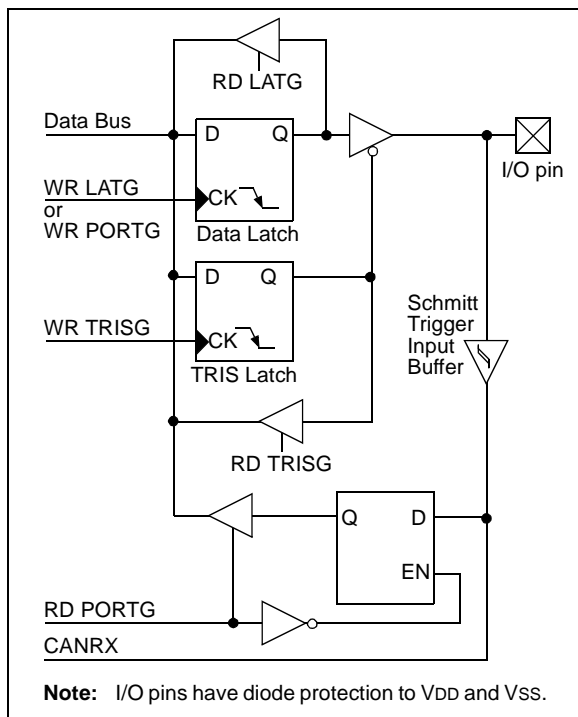 RD LATG
Data Bus
D Q
I/O pin
WR LATG
or
WR PORTG
CK
Data Latch
D Q
Schmitt
Trigger
Input
Buffer
WR TRISG
CK
TRIS Latch
RD TRISG
Q D
EN
RD PORTG
CANRX
Note: I/O pins have diode protection to VDD and VSS.